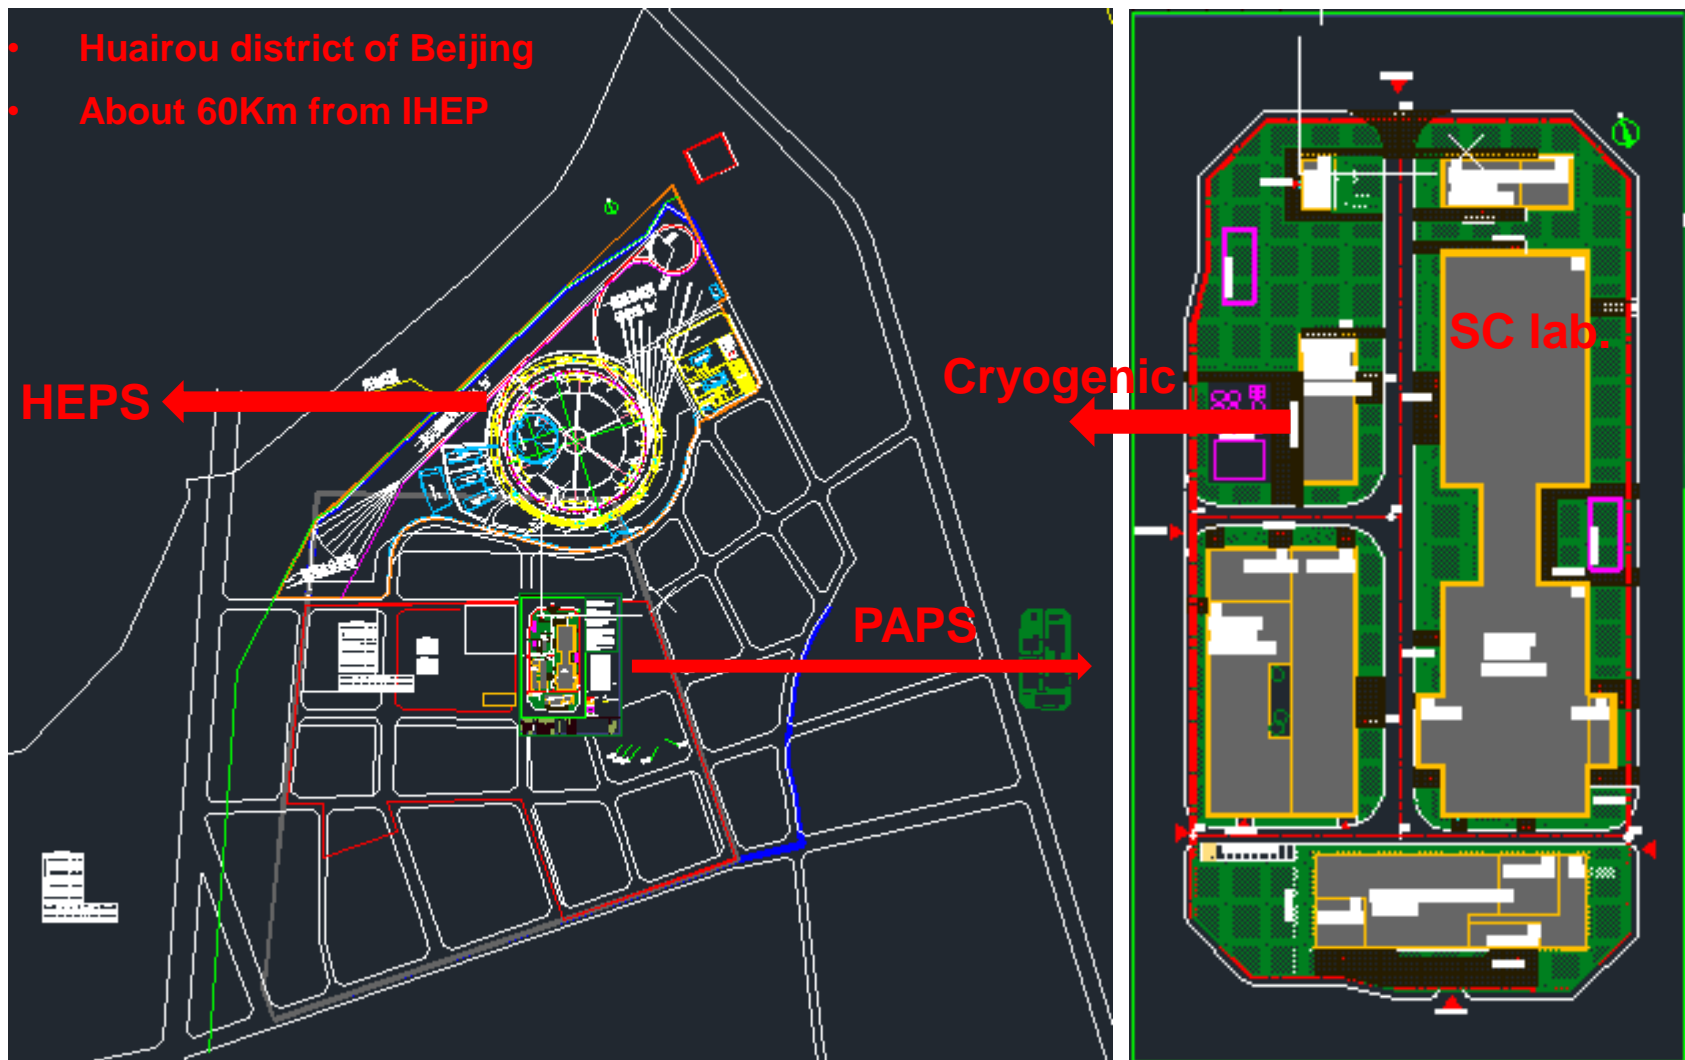 • Huairou district of Beijing
• About 60Km from IHEP
HEPS
Cryogenic
SC lab.
PAPS